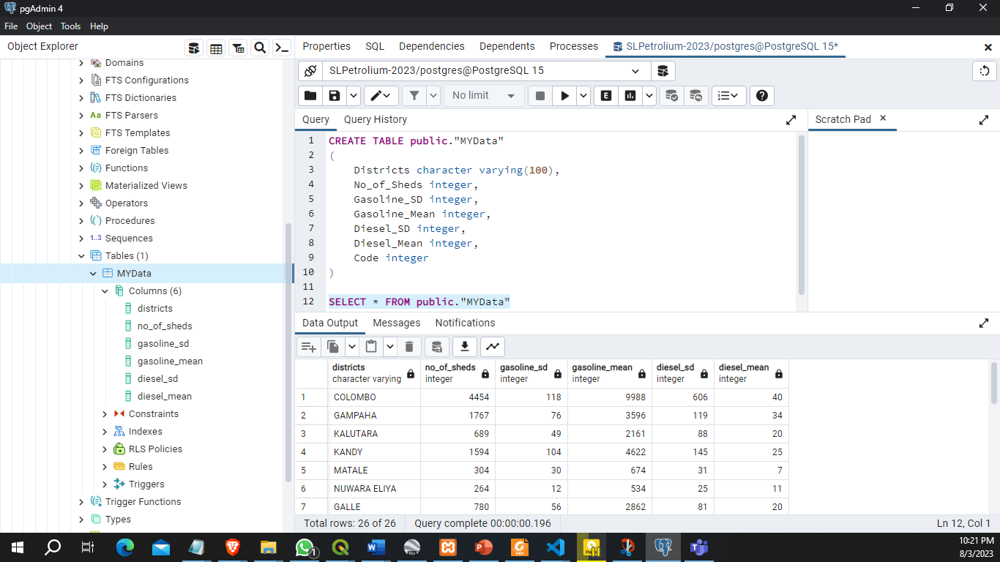 pgAdmin 4
File Object Tools Help
Object Explorer
Domains
FTS Configurations
FTS Dictionaries
Aa FTS Parsers
FTS Templates
Foreign Tables
Functions
Materialized Views
Operators
Procedures
1..3 Sequences
Tables (1)
MYData
Columns (6)
districts
no_of_sheds
gasoline_sd
gasoline_mean
diesel_sd
diesel_mean
Constraints
Indexes
RLS Policies
Rules
Triggers
Trigger Functions
Types
Properties SQL Dependencies Dependents Processes SLPetrolium-2023/postgres@PostgreSQL 15*
SLPetrolium-2023/postgres@PostgreSQL 15
No limit E
Query Query History
Scratch Pad
1 CREATE TABLE public."MYData"
2 (
3 Districts character varying(100),
4 No_of_Sheds integer,
5 Gasoline_SD integer,
6 Gasoline_Mean integer,
7 Diesel_SD integer,
8 Diesel_Mean integer,
9 Code integer
10 )
11
12 SELECT * FROM public."MYData"
Data Output Messages Notifications
districts no_of_sheds gasoline_sd gasoline_mean diesel_sd diesel_mean
character varying integer integer integer integer integer
1 COLOMBO 4454 118 9988 606 40
2 GAMPAHA 1767 76 3596 119 34
3 KALUTARA 689 49 2161 88 20
4 KANDY 1594 104 4622 145 25
5 MATALE 304 30 674 31 7
6 NUWARA ELIYA 264 12 534 25 11
7 GALLE 780 56 2862 81 20
Total rows: 26 of 26 Query complete 00:00:00.196 Ln 12, Col 1
10:21 PM
8/3/2023